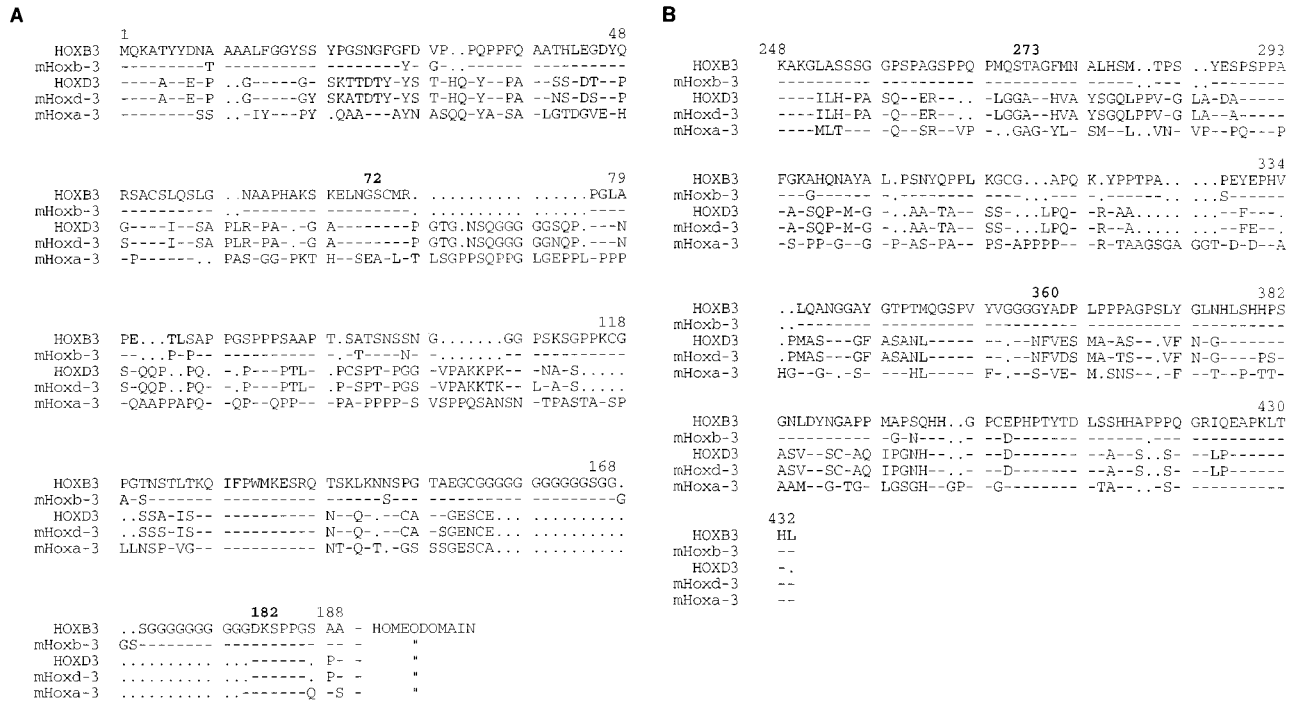 A
1 48
HOXB3 MQKATYYDNA AAALFGGYSS YPGSNGFGFD VP..PQPPFQ AATHLEGDYQ
mHoxb-3 ---------T ---------- -------Y-- G--..----- ----------
HOXD3 ---A--E-P ..G-----G- SKTTDTY-YS T-HQ-Y--PA --SS-DT--P
mHoxd-3 ---A--E-P ..G-----GY SKATDTY-YS T-HQ-Y--PA --NS-DS--P
mHoxa-3 --------SS ..IY---PY .QAA--AYN ASQQ-YA-SA -LGTDGVE-H
72 79
HOXB3 RSACSLQSLG ..NAAPHAKS KELNGSCMR. .......... ......PGLA
mHoxb-3 ---------- ..-------- ---------. .......... ......----
HOXD3 G----I--SA PLR-PA-.-G A--------P GTG.NSQGGG GGGSQP..-N
mHoxd-3 S----I--SA PLR-PA-.-G A--------P GTG.NSQGGG GGGNQP..-N
mHoxa-3 -P------.. PAS-GG-PKT H--SEA-L-T LSGPPSQPPG LGEPPL-PPP
118
HOXB3 PE...TLSAP PGSPPPSAAP T.SATSNSSN G.......GG PSKSGPPKCG
mHoxb-3 --...P-P-- ---------- -.--T---N- -.......-- ----------
HOXD3 S-QQP..PQ. ..P---PTL. .PCSPT-PGG -VPAKKPK-- -NA-S-----
mHoxd-3 S-QQP..PQ. ..P---PTL. .P-SPT-PGS -VPAKKTK-- L-A-S-----
mHoxa-3 -QAAPPAPQ- -QP--QPP-- -PA-PPPP-S VSPPQSANSN -TPASTA-SP
168
HOXB3 PGTNSTLTKQ IFPWMKESRQ TSKLKNNSPG TAEGCGGGGG GGGGGGSGG.
mHoxb-3 A-S------- ---------- -------S-- ---------- ---------G
HOXD3 ..SSA-IS-- ---------- N--Q-.--CA --GESCE... ..........
mHoxd-3 ..SSS-IS-- ---------- N--Q-.--CA -SGENCE... ..........
mHoxa-3 LLNSP-VG-- ---------- NT-Q-T.-GS SSGESCA... ..........
182 188
HOXB3 ..SGGGGGGG GGGDKSPPGS AA - HOMEODOMAIN
mHoxb-3 GS-------- ---------- -- - "
HOXD3 .......... ...------. P- - "
mHoxd-3 .......... ...------. P- - "
mHoxa-3 .......... ...-------Q -S- "
B
248 273 293
HOXB3 KAKGLASSSG GPSPAGSPPQ PMQSTAGFMN ALHSM..TPS ..YESPSPPA
mHoxb-3 ---------- ---------- ---------- -----..--- ..--------
HOXD3 ----ILH-PA SQ--ER---. .--LGGA--HVA YSGQLPPV-G LA-DA-----
mHoxd-3 ----ILH-PA -Q--ER---. .--LGGA--HVA YSGQLPPV-G LA--A-----
mHoxa-3 ----MLT--- -Q--SR--VP ---GAG-YL- SM--L..VN- VP--PQ---P
334
HOXB3 FGKAHQNAYA L.PSNYQPPL KGCG...APQ K.YPPTPA.. ...PEYEPHV
mHoxb-3 ---G------ -.-------- ----...--- -.------.. ...S------
HOXD3 -A-SQP-M-G -..AA-TA-- SS--...LPQ- -R-AA..... .....--F--.
mHoxd-3 -A-SQP-M-G -..AA-TA-- SS--...LPQ- -R-AA..... .....--FE-.
mHoxa-3 -S-PP-G--G -P-AS-PA-- PS-APPPP-- -R-TAAGSGA GGT-D-D--A
360 382
HOXB3 ..LQANGGAY GTPTMQGSPV YVGGGGYADP LPPPAGPSLY GLNHLSHHPS
mHoxb-3 ..-------- ---------- ---------- ---------- ----------
HOXD3 .PMAS---GF ASANL----- ----NFVES MA-AS---VF N-G-------
mHoxd-3 .PMAS---GF ASANL----- ----NFVDS MA-TS---VF N-G----PS-
mHoxa-3 HG--G-.-S- --HL------ F---S-VE- M.SNS---.F --T--P-TT-
430
HOXB3 GNLDYNGAPP MAPSQHH..G PCEPHPTYTD LSSHHAPPPQ GRIQEAPKLT
mHoxb-3 ---------- --G-N--..- --D------- -------.-- ----------
HOXD3 ASV--SC-AQ IPGNH--..- --D------- ---A--S..S- ---LP------
mHoxd-3 ASV--SC-AQ IPGNH--..- --D------- ---A--S..S- ---LP------
mHoxa-3 AAM--G-TG- LGSGH--GP- --G------- --TA---.S- ----------
432
HOXB3 HL
mHoxb-3 --
HOXD3 -.
mHoxd-3 --
mHoxa-3 --